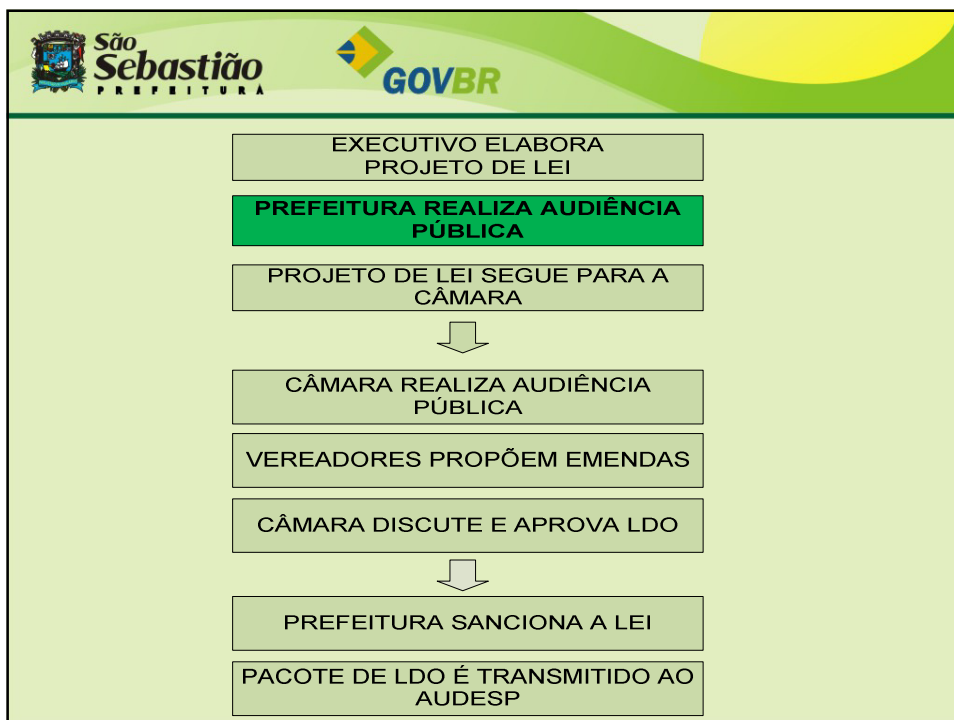 São
Sebastião
PREFEITURA
GOVBR
EXECUTIVO ELABORA
PROJETO DE LEI
PREFEITURA REALIZA AUDIÊNCIA
PÚBLICA
PROJETO DE LEI SEGUE PARA A
CÂMARA
CÂMARA REALIZA AUDIÊNCIA
PÚBLICA
VEREADORES PROPÕEM EMENDAS
CÂMARA DISCUTE E APROVA LDO
PREFEITURA SANCIONA A LEI
PACOTE DE LDO É TRANSMITIDO AO
AUDESP